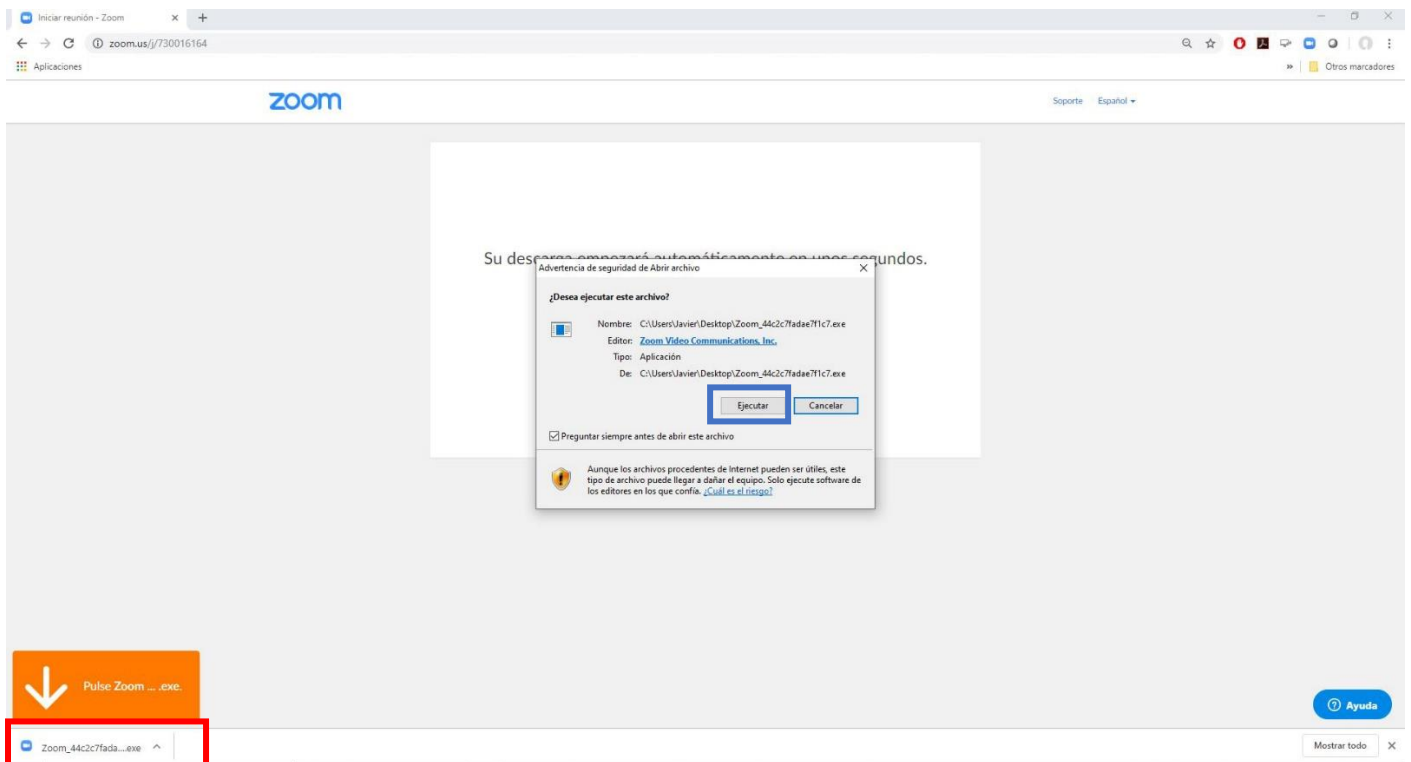 Iniciar reunión - Zoom
zoom.us/j/730016164
Aplicaciones
Otros marcadores
zoom
Soporte Español
Su descarga empezará automáticamente en unos segundos.
Advertencia de seguridad de Abrir archivo
¿Desea ejecutar este archivo?
Nombre: C:\Users\Javier\Desktop\Zoom_44c2c7fadae7f1c7.exe
Editor: Zoom Video Communications, Inc.
Tipo: Aplicación
De: C:\Users\Javier\Desktop\Zoom_44c2c7fadae7f1c7.exe
Ejecutar Cancelar
Preguntar siempre antes de abrir este archivo
Aunque los archivos procedentes de Internet pueden ser útiles, este
tipo de archivo puede llegar a dañar el equipo. Solo ejecute software de
los editores en los que confía. ¿Cuál es el riesgo?
Pulse Zoom ... .exe.
Ayuda
Zoom_44c2c7fada....exe
Mostrar todo